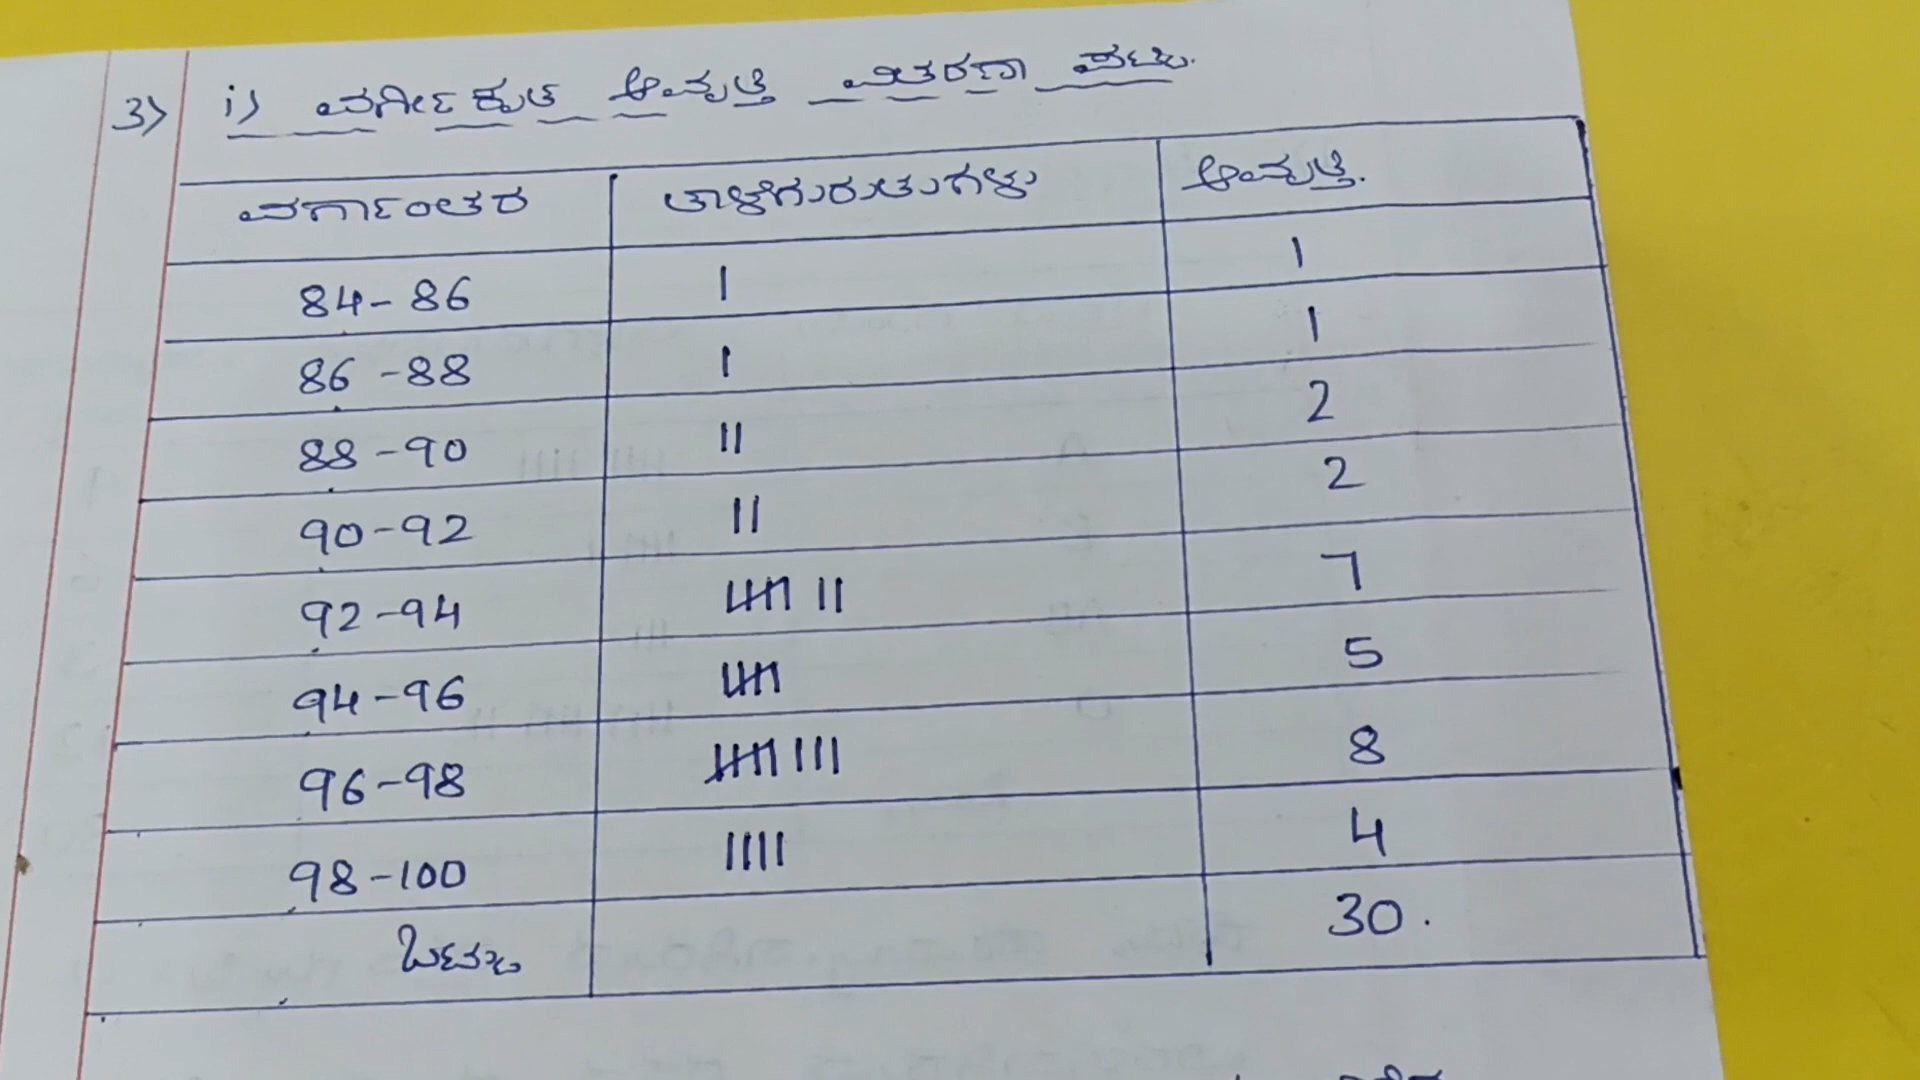 3) i) ವರ್ಗೀಕೃತ ಆವೃತ್ತಿ ವಿತರಣಾ ಪಟ್ಟಿ.
ವರ್ಗಾಂತರ ತಾಳೆಗುರುತುಗಳು ಆವೃತ್ತಿ.
84-86 | 1
86-88 | 1
88-90 || 2
90-92 || 2
92-94 |||| || 7
94-96 |||| 5
96-98 |||| ||| 8
98-100 |||| 4
ಒಟ್ಟು 30.